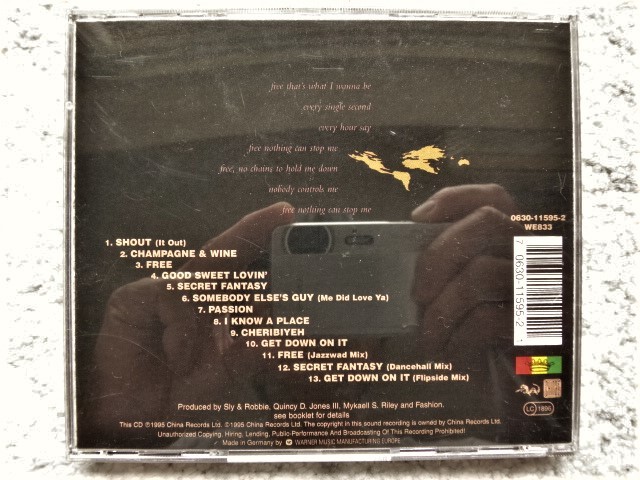 free that's what I wanna be
every single second
every hour say
free nothing can stop me
free, no chains to hold me down
nobody controls me
free nothing can stop me
0630-11595-2
WE833
7 0630-11595-2
1. SHOUT (It Out)
2. CHAMPAGNE & WINE
3. FREE
4. GOOD SWEET LOVIN'
5. SECRET FANTASY
6. SOMEBODY ELSE'S GUY (Me Did Love Ya)
7. PASSION
8. I KNOW A PLACE
9. CHERIBIYEH
10. GET DOWN ON IT
11. FREE (Jazzwad Mix)
12. SECRET FANTASY (Dancehall Mix)
13. GET DOWN ON IT (Flipside Mix)
Produced by Sly & Robbie, Quincy D. Jones III, Mykaell S. Riley and Fashion.
see booklet for details
LC 1886
This CD ℗1995 China Records Ltd. ©1995 China Records Ltd. The copyright in this sound recording is owned by China Records Ltd.
Unauthorized Copying, Hiring, Lending, Public Performance And Broadcasting Of This Recording Prohibited!
Made in Germany by WARNER MUSIC MANUFACTURING EUROPE